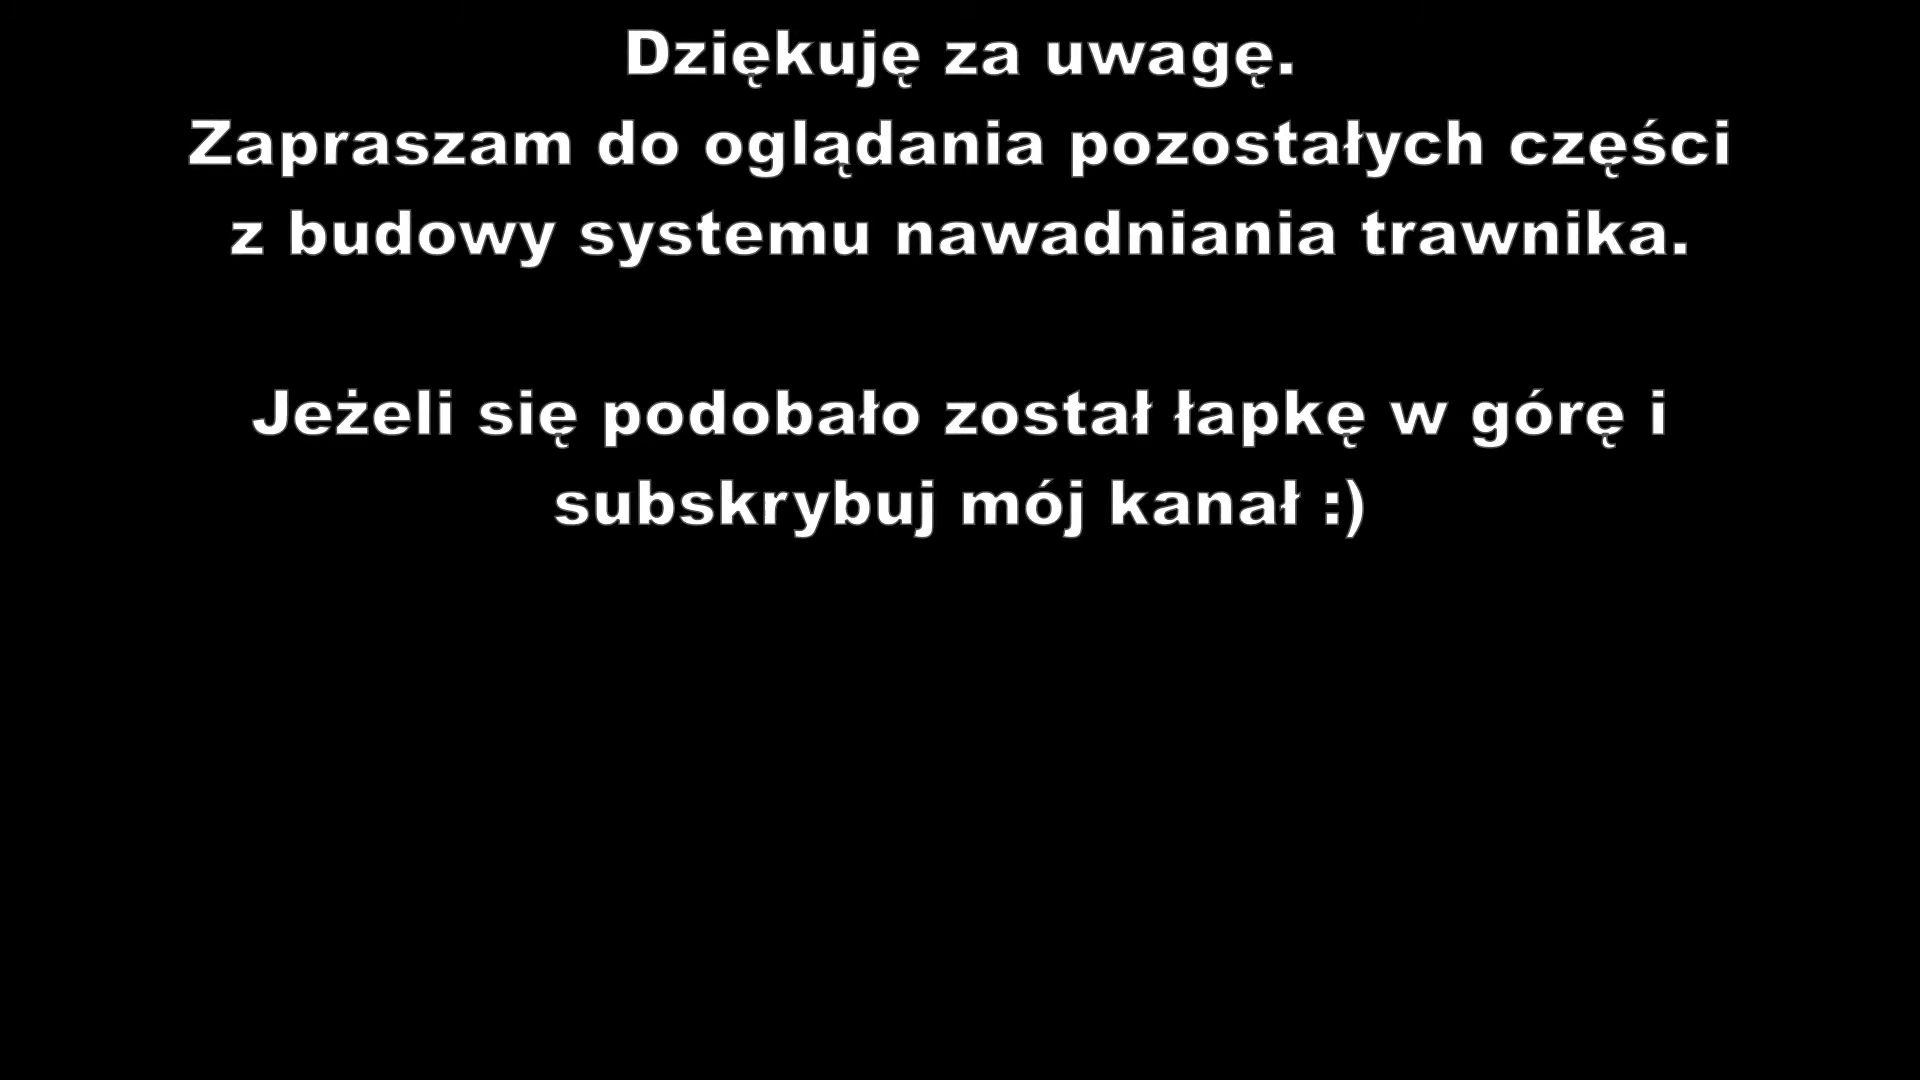 Dziękuję za uwagę.
Zapraszam do oglądania pozostałych części
z budowy systemu nawadniania trawnika.
Jeżeli się podobało został łapkę w górę i
subskrybuj mój kanał :)